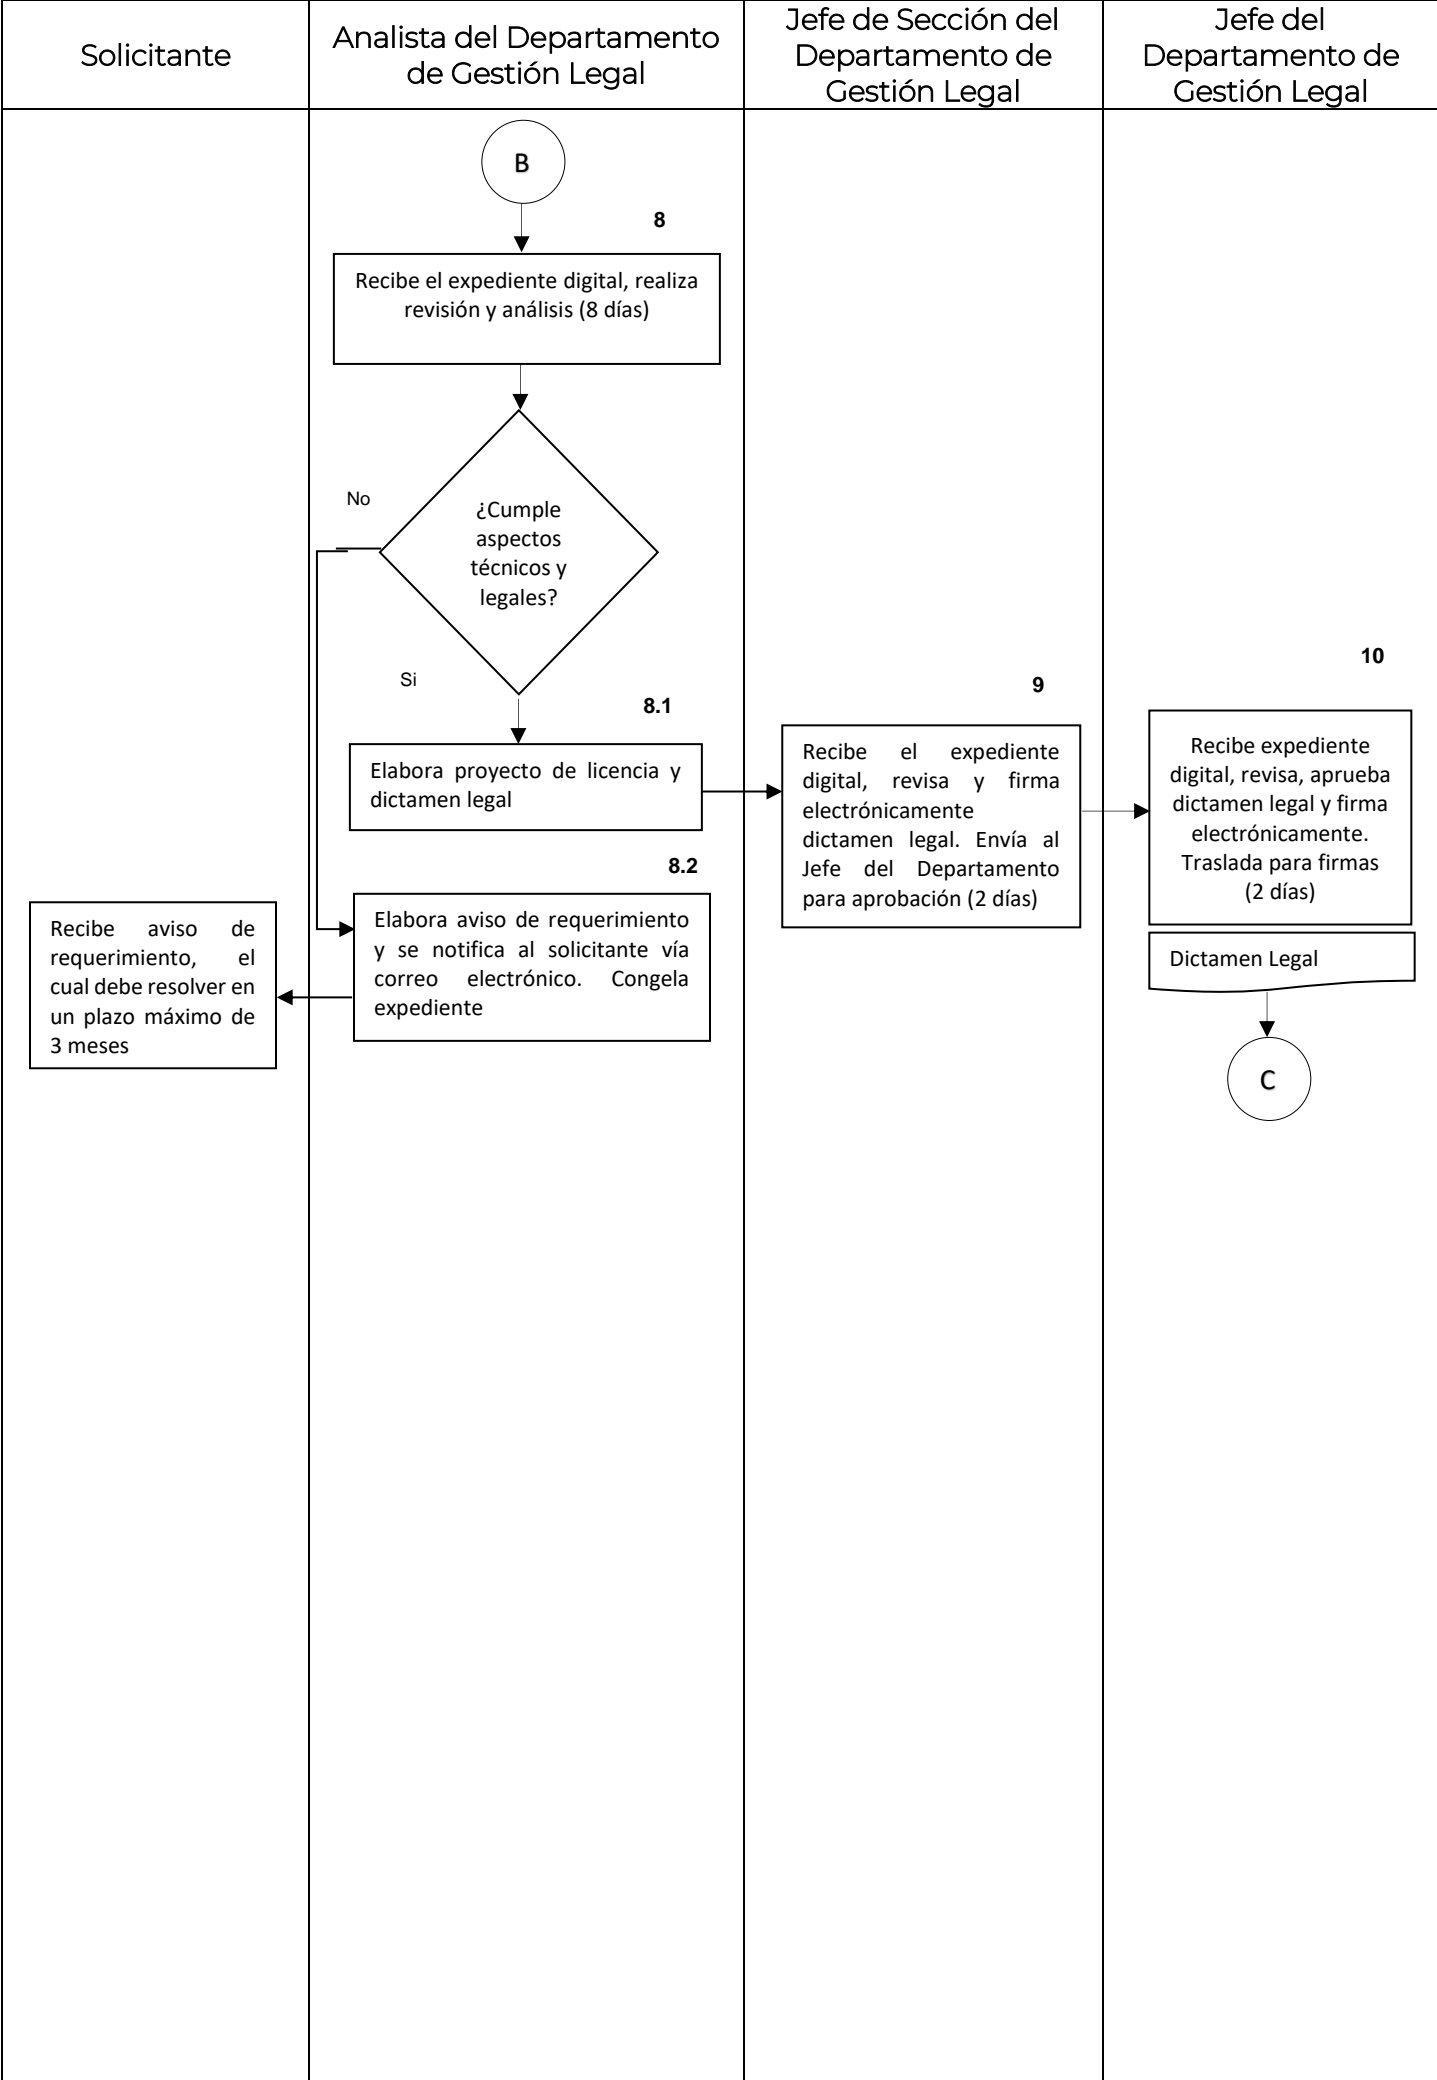 Solicitante
Analista del Departamento
de Gestión Legal
Jefe de Sección del
Departamento de
Gestión Legal
Jefe del
Departamento de
Gestión Legal
B
8
Recibe el expediente digital, realiza
revisión y análisis (8 días)
No
¿Cumple
aspectos
técnicos y
legales?
Si
8.1
Elabora proyecto de licencia y
dictamen legal
9
Recibe el expediente
digital, revisa y firma
electrónicamente
dictamen legal. Envía al
Jefe del Departamento
para aprobación (2 días)
10
Recibe expediente
digital, revisa, aprueba
dictamen legal y firma
electrónicamente.
Traslada para firmas
(2 días)
Dictamen Legal
C
8.2
Elabora aviso de requerimiento
y se notifica al solicitante vía
correo electrónico. Congela
expediente
Recibe aviso de
requerimiento, el
cual debe resolver en
un plazo máximo de
3 meses